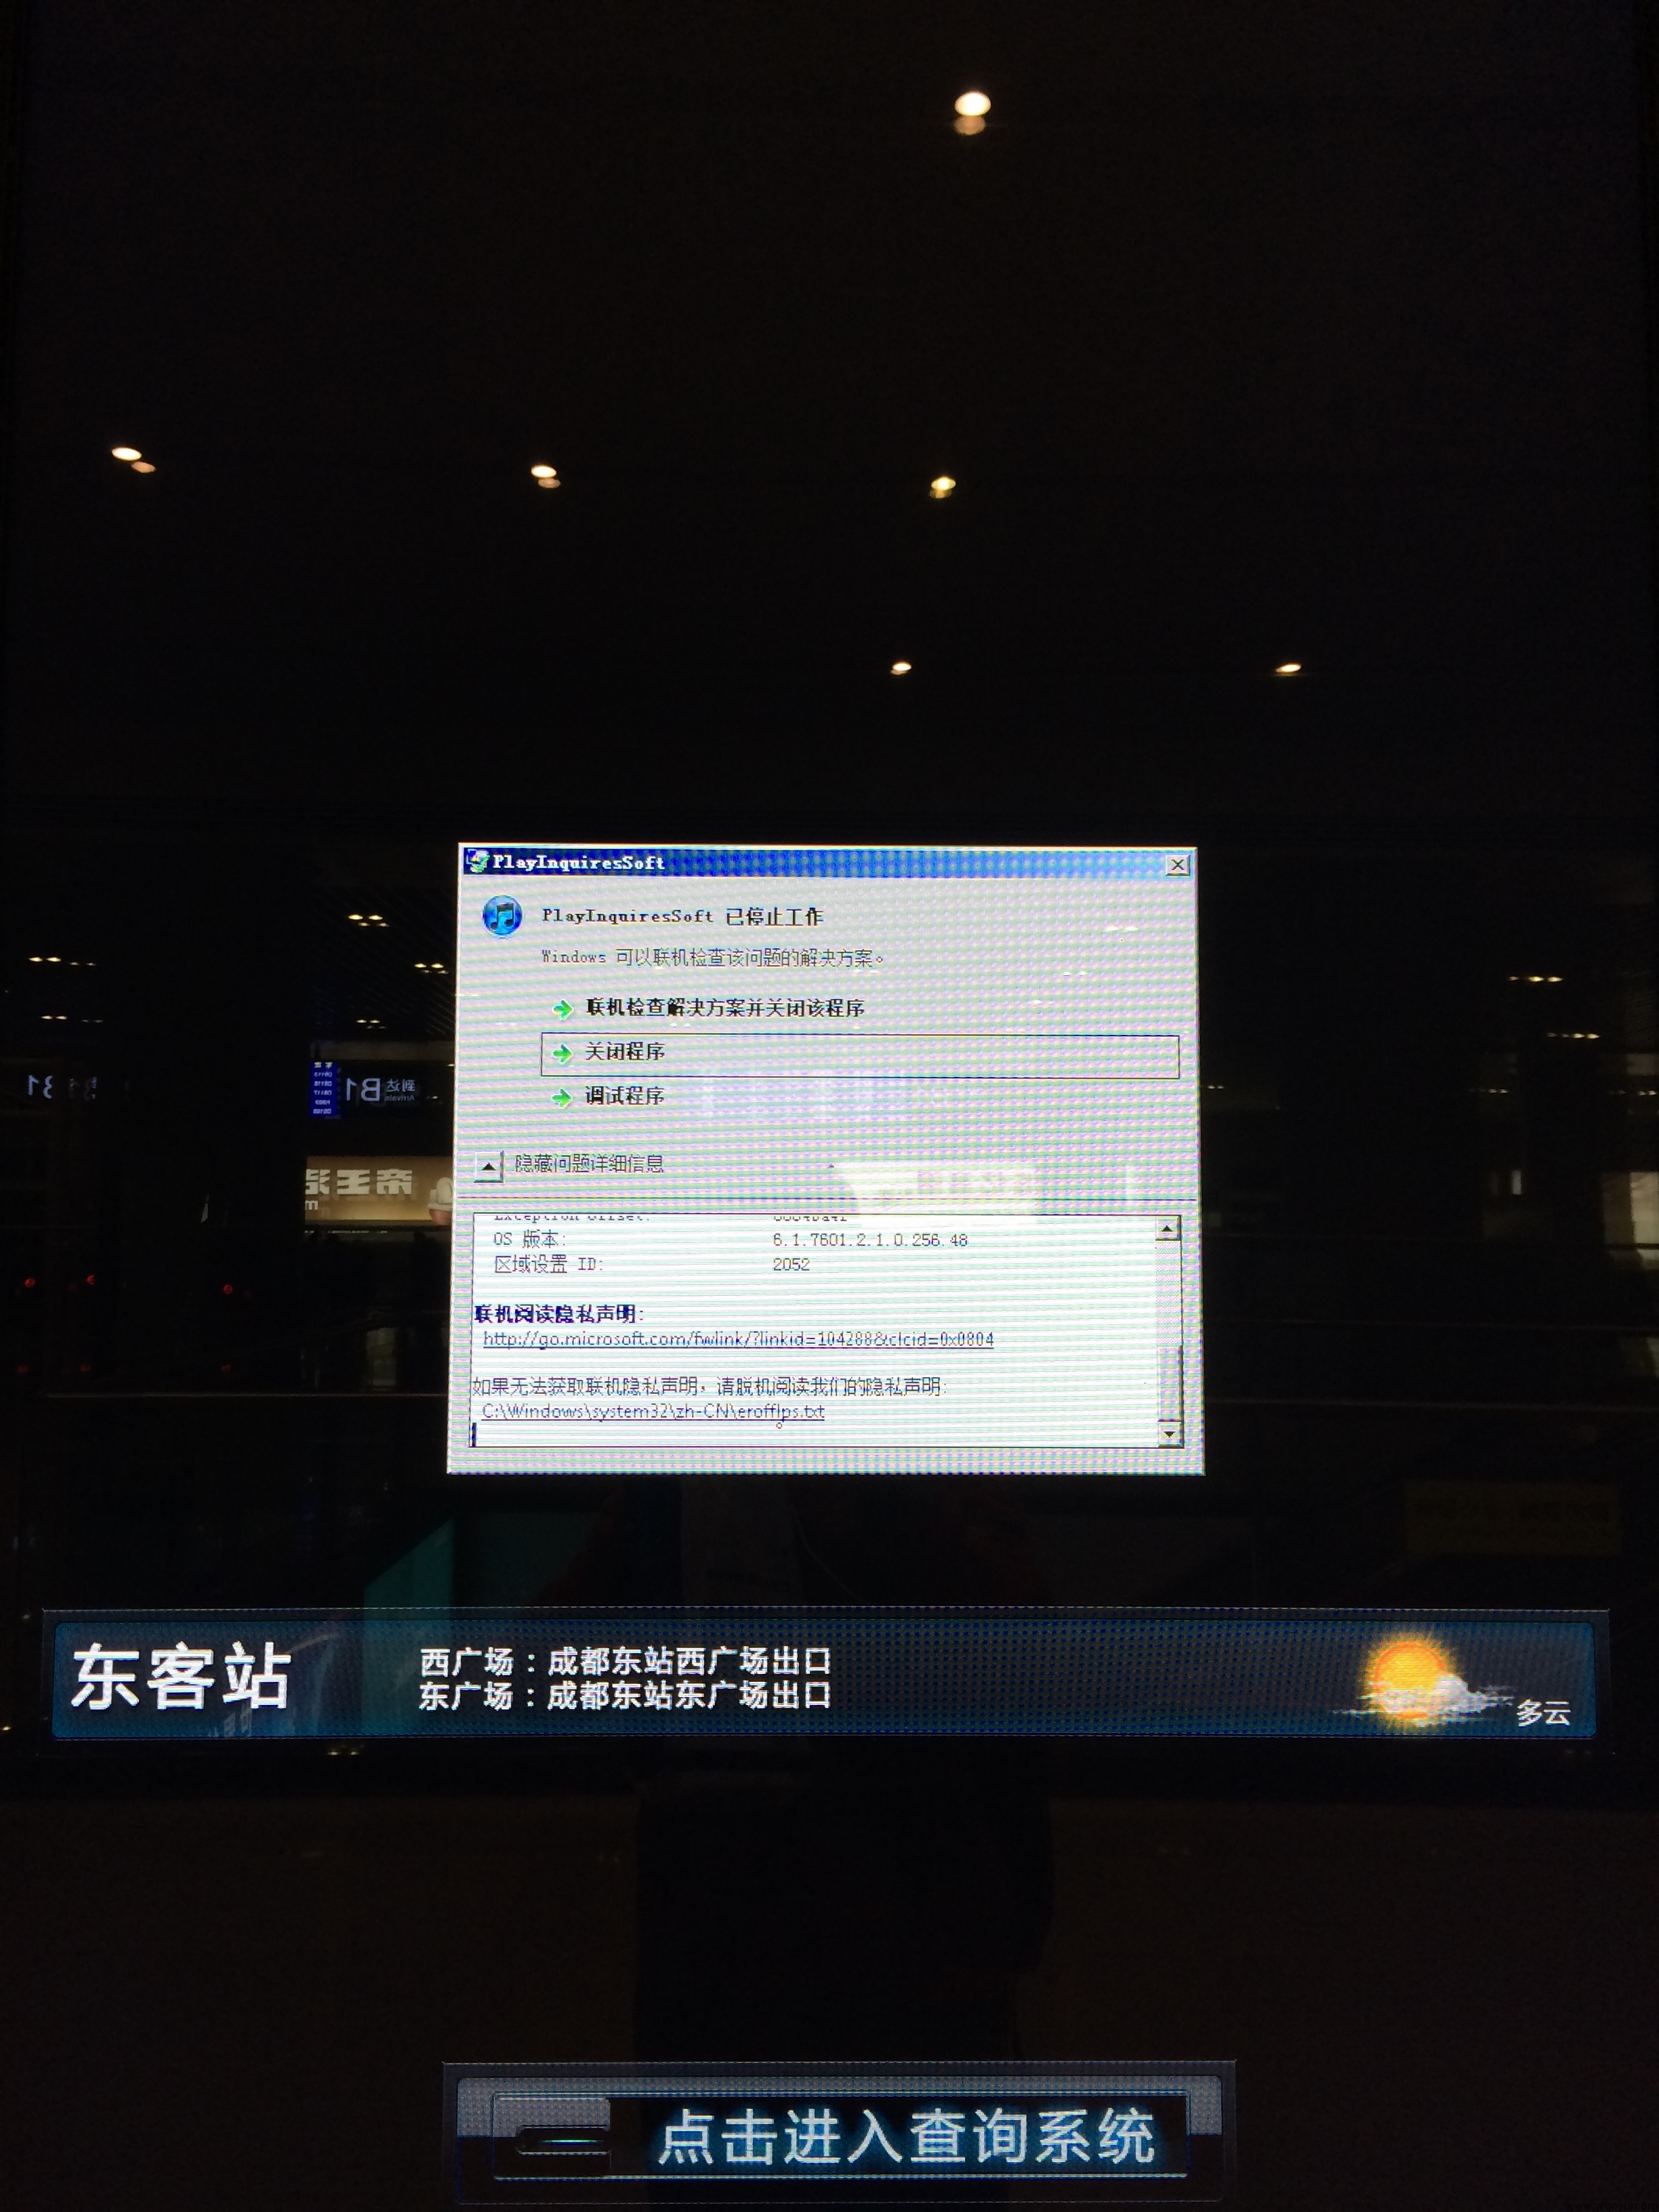 PlayInquiresSoft
PlayInquiresSoft 已停止工作
Windows 可以联机检查该问题的解决方案。
联机检查解决方案并关闭该程序
关闭程序
调试程序
隐藏问题详细信息
OS 版本: 6.1.7601.2.1.0.256.48
区域设置 ID: 2052
联机阅读隐私声明:
http://go.microsoft.com/fwlink/?linkid=104288&clcid=0x0804
如果无法获取联机隐私声明，请脱机阅读我们的隐私声明:
C:\Windows\system32\zh-CN\erofflps.txt
到达 B1
Arrivals
帝王
东客站
西广场：成都东站西广场出口
东广场：成都东站东广场出口
多云
点击进入查询系统